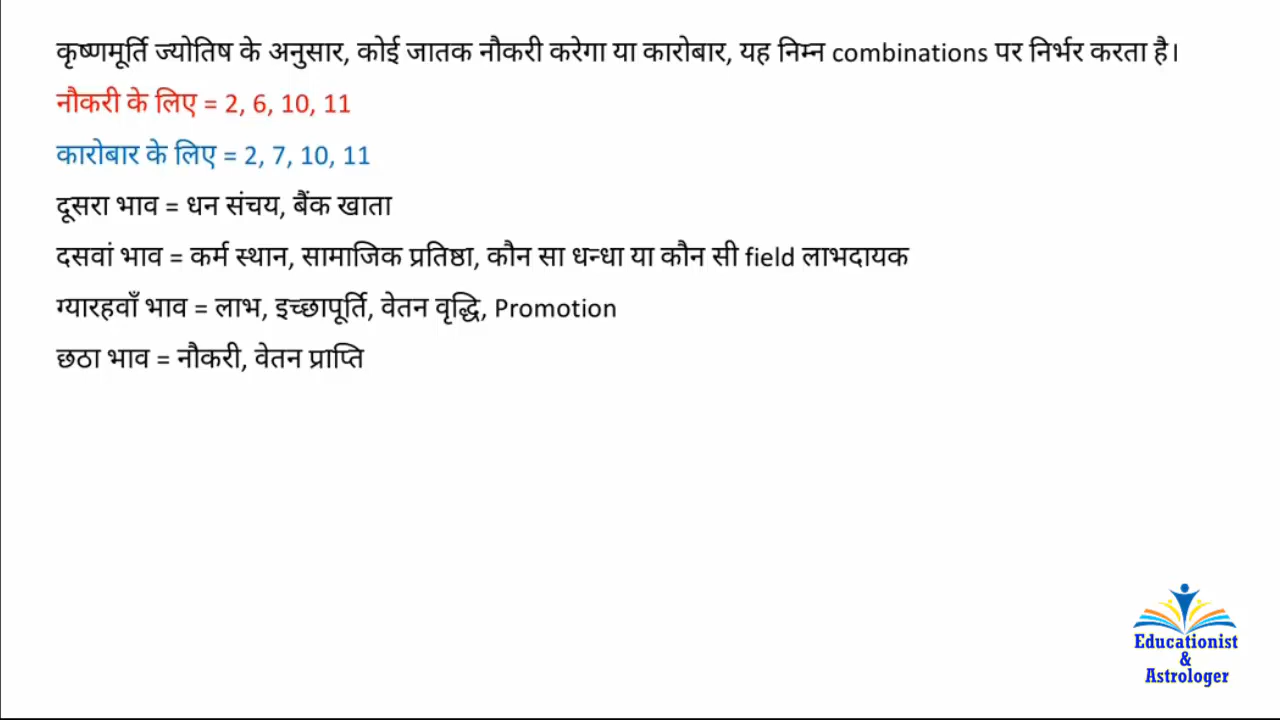 कृष्णमूर्ति ज्योतिष के अनुसार, कोई जातक नौकरी करेगा या कारोबार, यह निम्न combinations पर निर्भर करता है।
नौकरी के लिए = 2, 6, 10, 11
कारोबार के लिए = 2, 7, 10, 11
दूसरा भाव = धन संचय, बैंक खाता
दसवां भाव = कर्म स्थान, सामाजिक प्रतिष्ठा, कौन सा धन्धा या कौन सी field लाभदायक
ग्यारहवाँ भाव = लाभ, इच्छापूर्ति, वेतन वृद्धि, Promotion
छठा भाव = नौकरी, वेतन प्राप्ति
Educationist
&
Astrologer